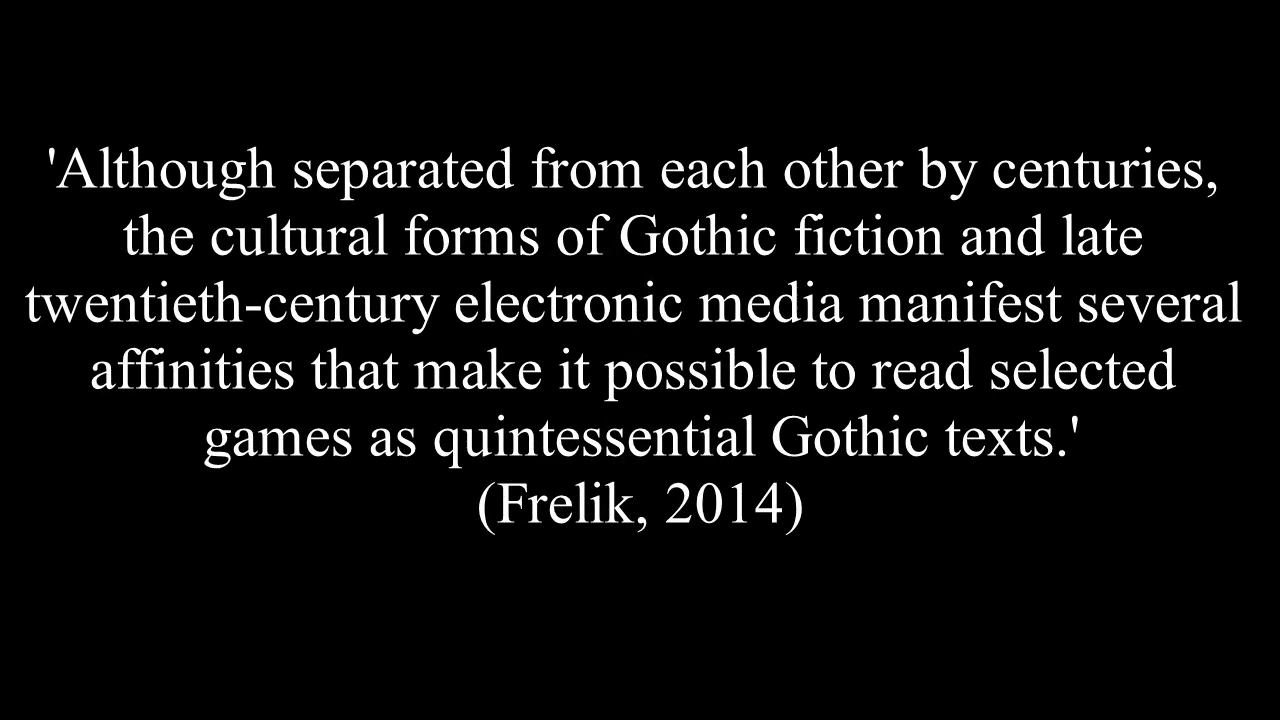 'Although separated from each other by centuries,
the cultural forms of Gothic fiction and late
twentieth-century electronic media manifest several
affinities that make it possible to read selected
games as quintessential Gothic texts.'
(Frelik, 2014)